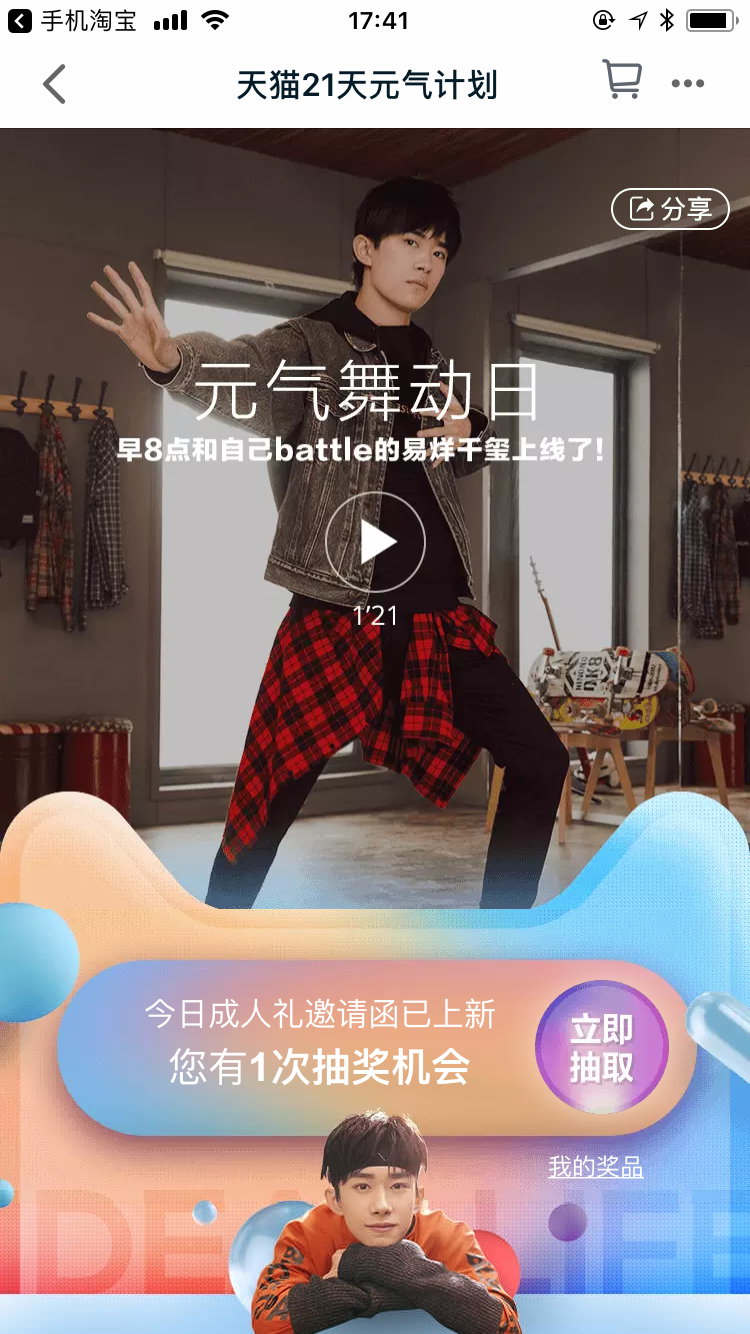 手机淘宝
17:41
天猫21天元气计划
分享
元气舞动日
早8点和自己battle的易烊千玺上线了!
1’21
今日成人礼邀请函已上新
您有1次抽奖机会
立即
抽取
我的奖品